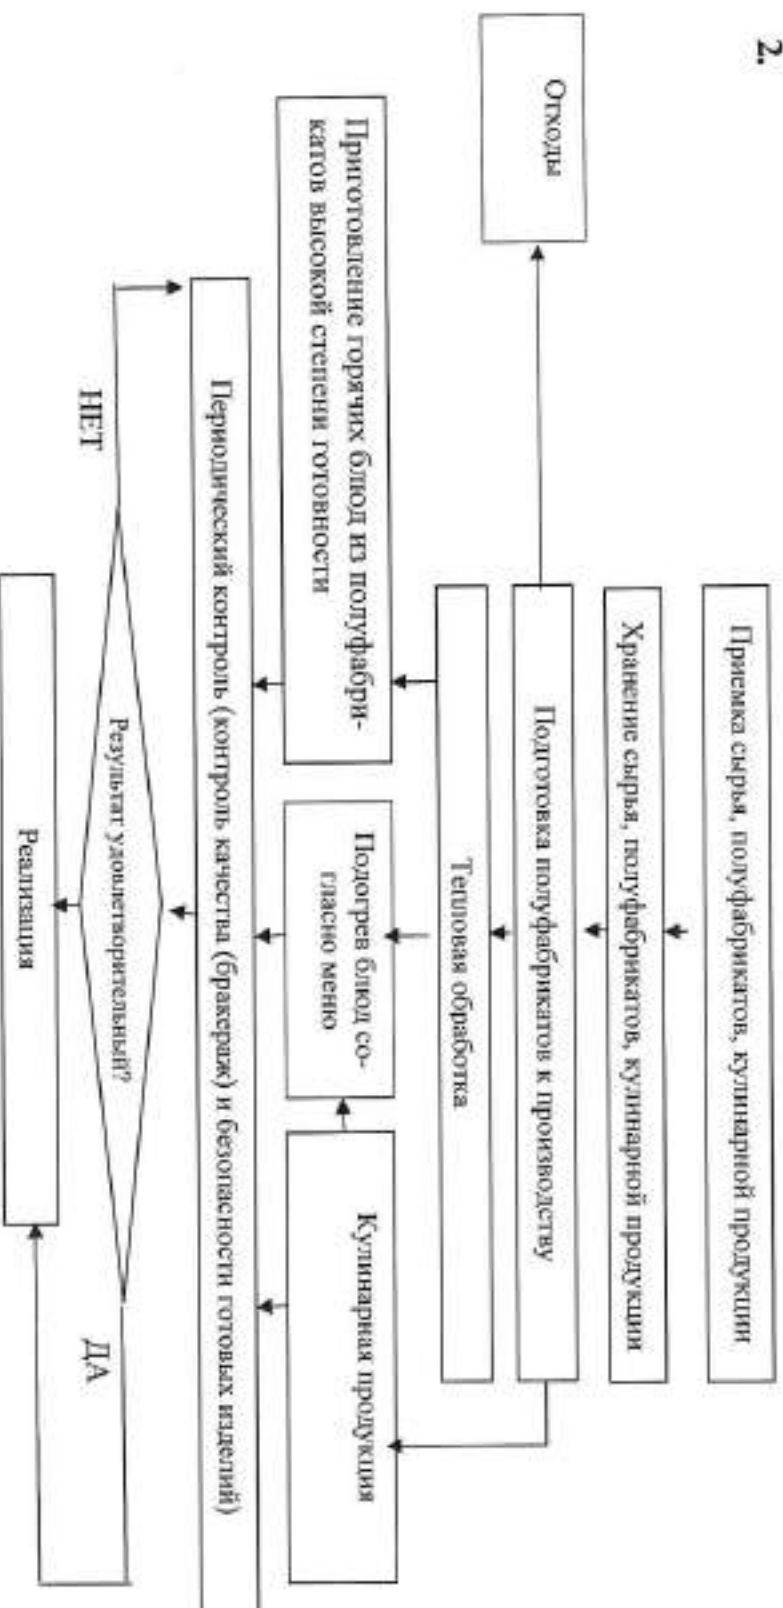 2.
Приемка сырья, полуфабрикатов, кулинарной продукции
Хранение сырья, полуфабрикатов, кулинарной продукции
Отходы
Подготовка полуфабрикатов к производству
Тепловая обработка
Приготовление горячих блюд из полуфабри-
катов высокой степени готовности
Подогрев блюд со-
гласно меню
Кулинарная продукция
Периодический контроль (контроль качества (бракераж) и безопасности готовых изделий)
НЕТ
Результат удовлетворительный?
ДА
Реализация